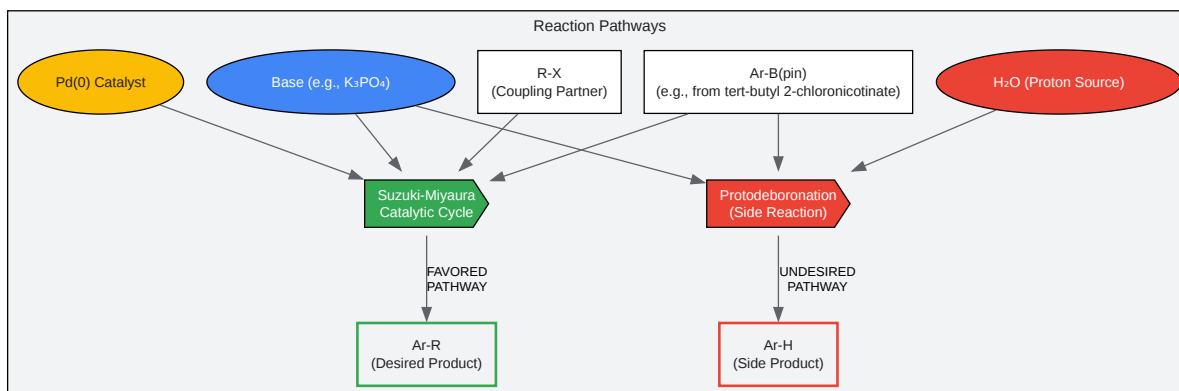 Reaction Pathways
Pd(0) Catalyst
Base (e.g., K₃PO₄)
R-X
(Coupling Partner)
Ar-B(pin)
(e.g., from tert-butyl 2-chloronicotinate)
H₂O (Proton Source)
Suzuki-Miyaura
Catalytic Cycle
Protodeboronation
(Side Reaction)
FAVORED
PATHWAY
UNDESIRED
PATHWAY
Ar-R
(Desired Product)
Ar-H
(Side Product)